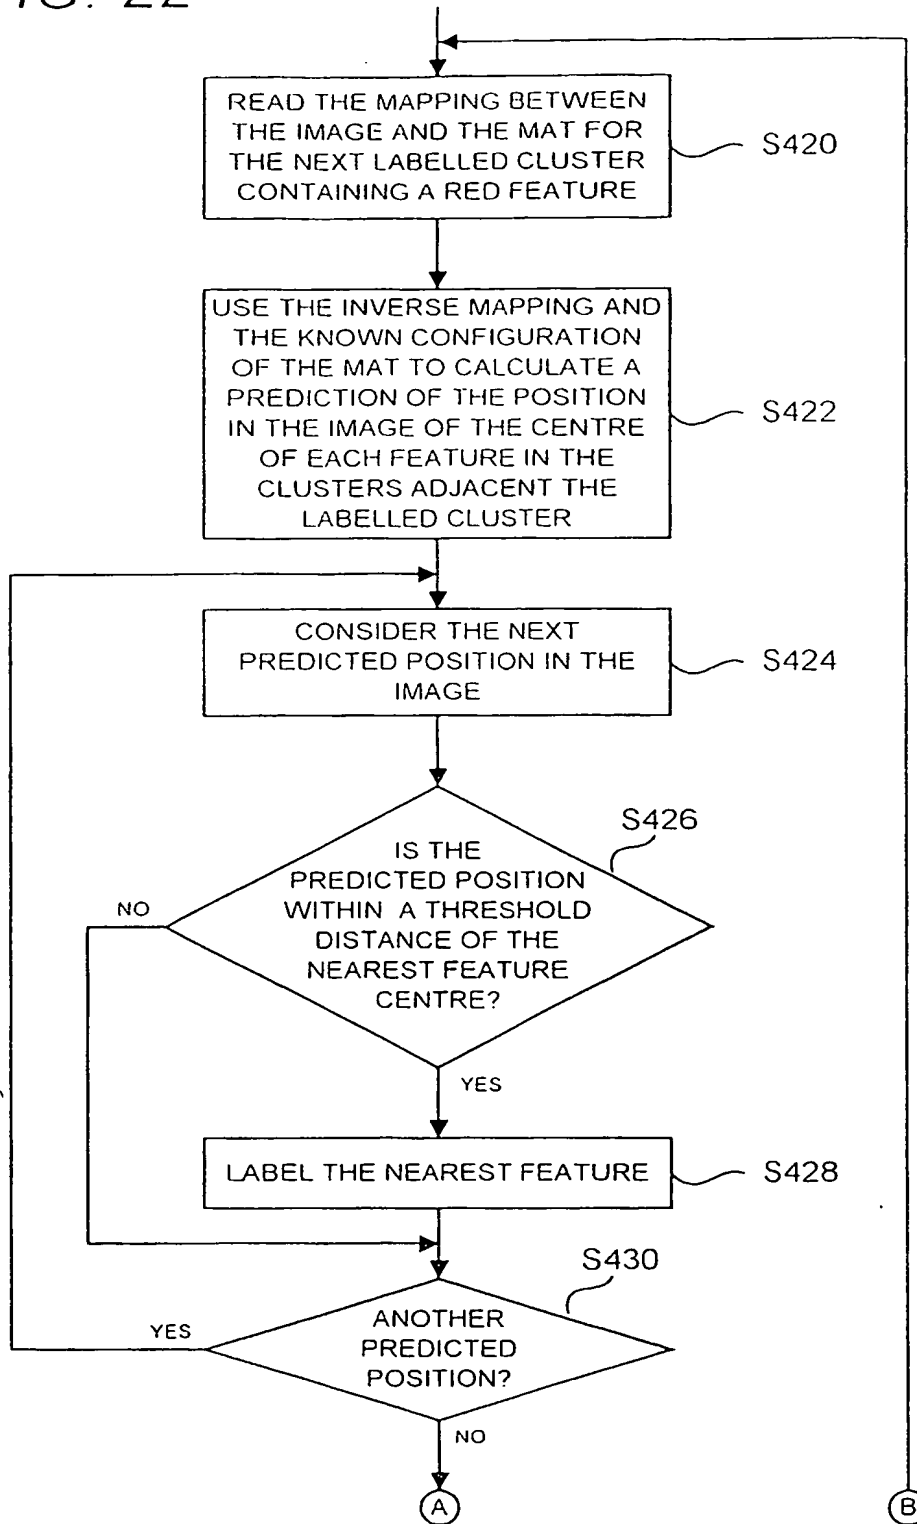 FIG. 22
READ THE MAPPING BETWEEN
THE IMAGE AND THE MAT FOR
THE NEXT LABELLED CLUSTER
CONTAINING A RED FEATURE
S420
USE THE INVERSE MAPPING AND
THE KNOWN CONFIGURATION
OF THE MAT TO CALCULATE A
PREDICTION OF THE POSITION
IN THE IMAGE OF THE CENTRE
OF EACH FEATURE IN THE
CLUSTERS ADJACENT THE
LABELLED CLUSTER
S422
CONSIDER THE NEXT
PREDICTED POSITION IN THE
IMAGE
S424
S426
IS THE
PREDICTED POSITION
WITHIN A THRESHOLD
DISTANCE OF THE
NEAREST FEATURE
CENTRE?
NO
YES
LABEL THE NEAREST FEATURE
S428
S430
ANOTHER
PREDICTED
POSITION?
YES
NO
A
B